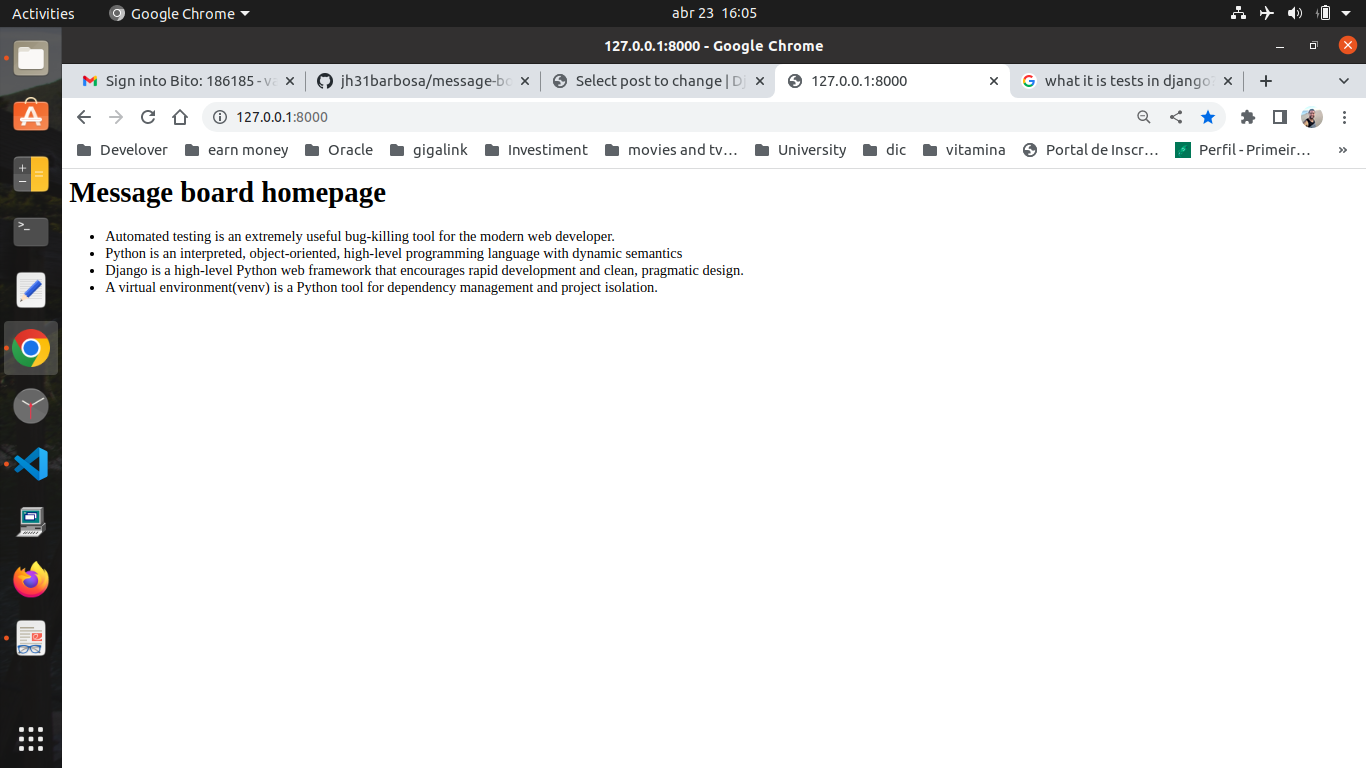 Activities
Google Chrome
abr 23 16:05
127.0.0.1:8000 - Google Chrome
Sign into Bito: 186185 - va
jh31barbosa/message-bo
Select post to change | Dj
127.0.0.1:8000
what it is tests in django?
127.0.0.1:8000
Develover
earn money
Oracle
gigalink
Investiment
movies and tv…
University
dic
vitamina
Portal de Inscr…
Perfil - Primeir…
»
Message board homepage
• Automated testing is an extremely useful bug-killing tool for the modern web developer.
• Python is an interpreted, object-oriented, high-level programming language with dynamic semantics
• Django is a high-level Python web framework that encourages rapid development and clean, pragmatic design.
• A virtual environment(venv) is a Python tool for dependency management and project isolation.